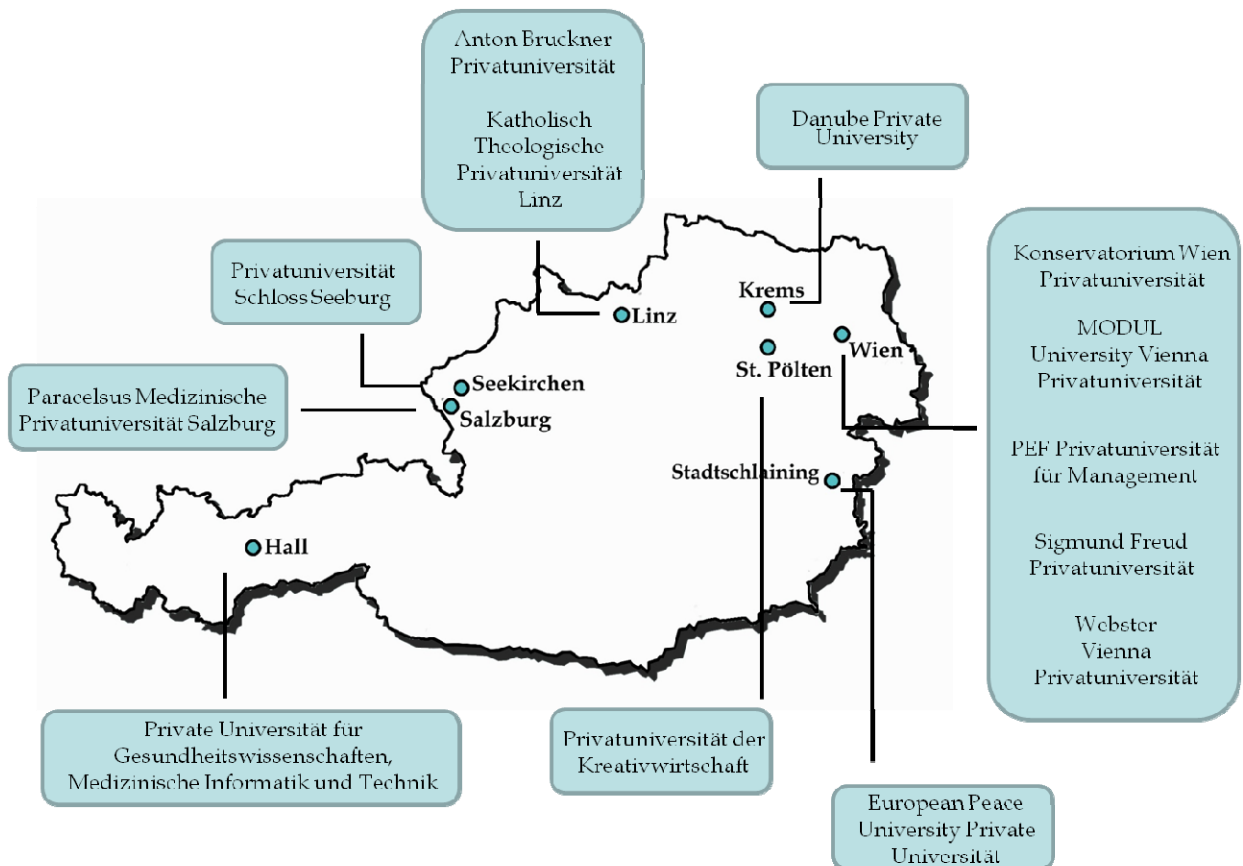 Anton Bruckner
Privatuniversität
Katholisch
Theologische
Privatuniversität
Linz
Danube Private
University
Privatuniversität
Schloss Seeburg
Konservatorium Wien
Privatuniversität
MODUL
University Vienna
Privatuniversität
PEF Privatuniversität
für Management
Sigmund Freud
Privatuniversität
Webster
Vienna
Privatuniversität
Krems
Linz
Wien
St. Pölten
Paracelsus Medizinische
Privatuniversität Salzburg
Seekirchen
Salzburg
Stadtschlaining
Hall
Private Universität für
Gesundheitswissenschaften,
Medizinische Informatik und Technik
Privatuniversität der
Kreativwirtschaft
European Peace
University Private
Universität